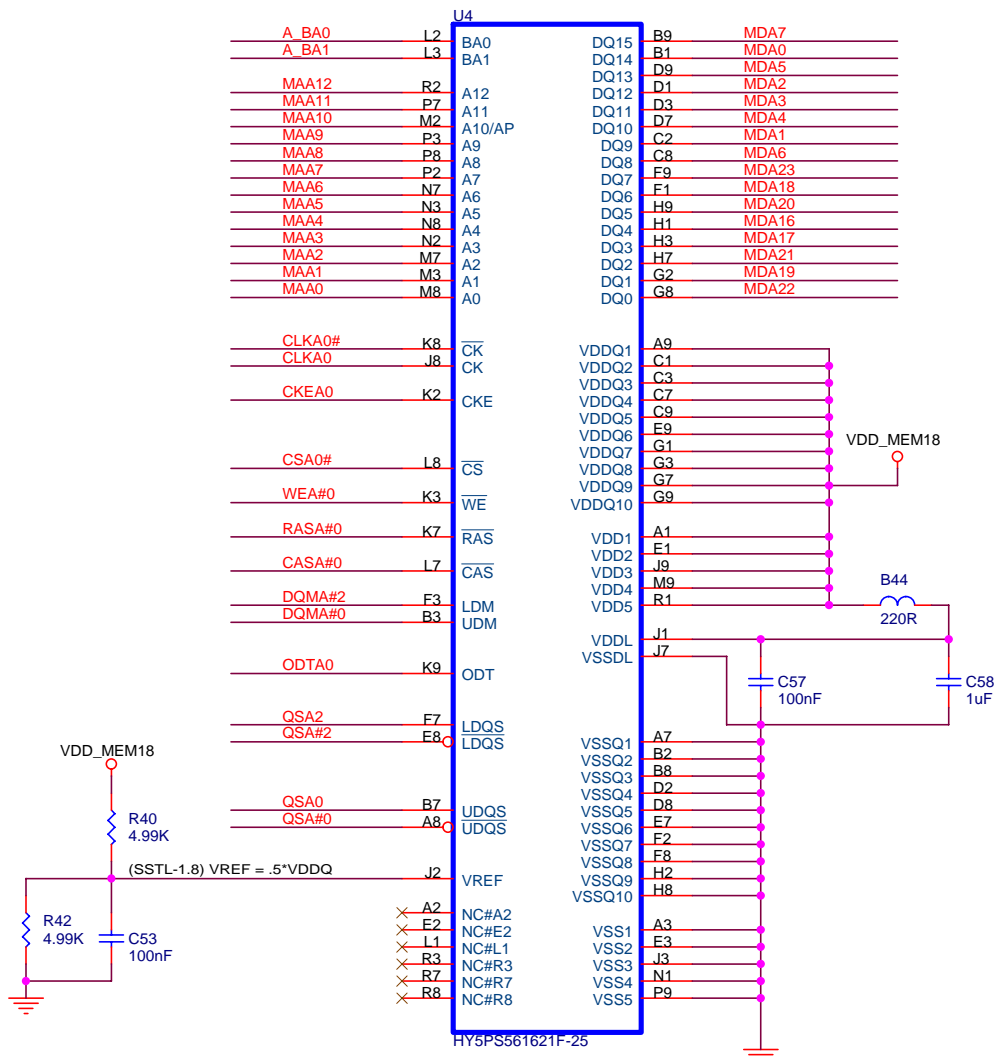 U4
A_BA0 L2 BA0 DQ15 B9 MDA7
A_BA1 L3 BA1 DQ14 B1 MDA0
DQ13 D9 MDA5
MAA12 R2 A12 DQ12 D1 MDA2
MAA11 P7 A11 DQ11 D3 MDA3
MAA10 M2 A10/AP DQ10 D7 MDA4
MAA9 P3 A9 DQ9 C2 MDA1
MAA8 P8 A8 DQ8 C8 MDA6
MAA7 P2 A7 DQ7 F9 MDA23
MAA6 N7 A6 DQ6 F1 MDA18
MAA5 N3 A5 DQ5 H9 MDA20
MAA4 N8 A4 DQ4 H1 MDA16
MAA3 N2 A3 DQ3 H3 MDA17
MAA2 M7 A2 DQ2 H7 MDA21
MAA1 M3 A1 DQ1 G2 MDA19
MAA0 M8 A0 DQ0 G8 MDA22
CLKA0# K8 CK VDDQ1 A9
CLKA0 J8 CK VDDQ2 C1
VDDQ3 C3
CKEA0 K2 CKE VDDQ4 C7
VDDQ5 C9
VDDQ6 E9
VDDQ7 G1
VDD_MEM18
CSA0# L8 CS VDDQ8 G3
VDDQ9 G7
WEA#0 K3 WE VDDQ10 G9
RASA#0 K7 RAS VDD1 A1
VDD2 E1
CASA#0 L7 CAS VDD3 J9
VDD4 M9
B44
DQMA#2 F3 LDM VDD5 R1
220R
DQMA#0 B3 UDM
VDDL J1
VSSDL J7
ODTA0 K9 ODT
C57
100nF
C58
1uF
QSA2 F7 LDQS
QSA#2 E8 LDQS VSSQ1 A7
VDD_MEM18
VSSQ2 B2
VSSQ3 B8
VSSQ4 D2
QSA0 B7 UDQS VSSQ5 D8
QSA#0 A8 UDQS VSSQ6 E7
R40
4.99K
VSSQ7 F2
VSSQ8 F8
(SSTL-1.8) VREF = .5*VDDQ J2 VREF VSSQ9 H2
VSSQ10 H8
A2 NC#A2
E2 NC#E2 VSS1 A3
R42
4.99K
C53
100nF
L1 NC#L1 VSS2 E3
R3 NC#R3 VSS3 J3
R7 NC#R7 VSS4 N1
R8 NC#R8 VSS5 P9
HY5PS561621F-25